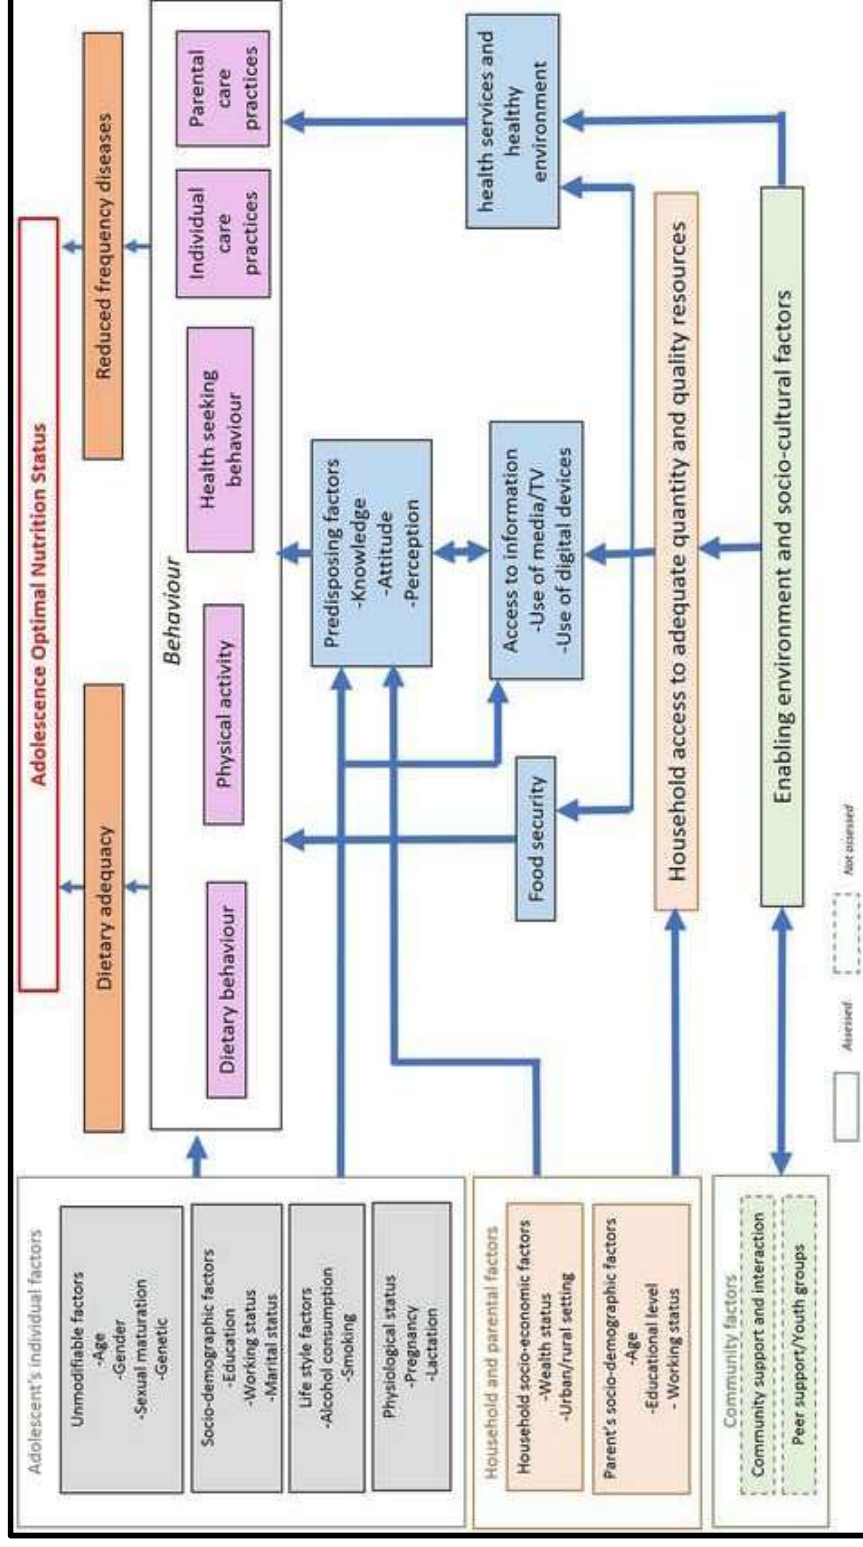 Adolescence Optimal Nutrition Status
Dietary adequacy
Reduced frequency diseases
Behaviour
Dietary behaviour
Physical activity
Health seeking
behaviour
Individual
care
practices
Parental
care
practices
Adolescent's individual factors
Unmodifiable factors
-Age
-Gender
-Sexual maturation
-Genetic
Socio-demographic factors
-Education
-Working status
-Marital status
Life style factors
-Alcohol consumption
-Smoking
Physiological status
-Pregnancy
-Lactation
Predisposing factors
-Knowledge
-Attitude
-Perception
Access to information
-Use of media/TV
-Use of digital devices
Food security
health services and
healthy
environment
Household and parental factors
Household socio-economic factors
-Wealth status
-Urban/rural setting
Parent's socio-demographic factors
-Age
-Educational level
- Working status
Household access to adequate quantity and quality resources
Community factors
Community support and interaction
Peer support/Youth groups
Enabling environment and socio-cultural factors
Assessed
Not assessed